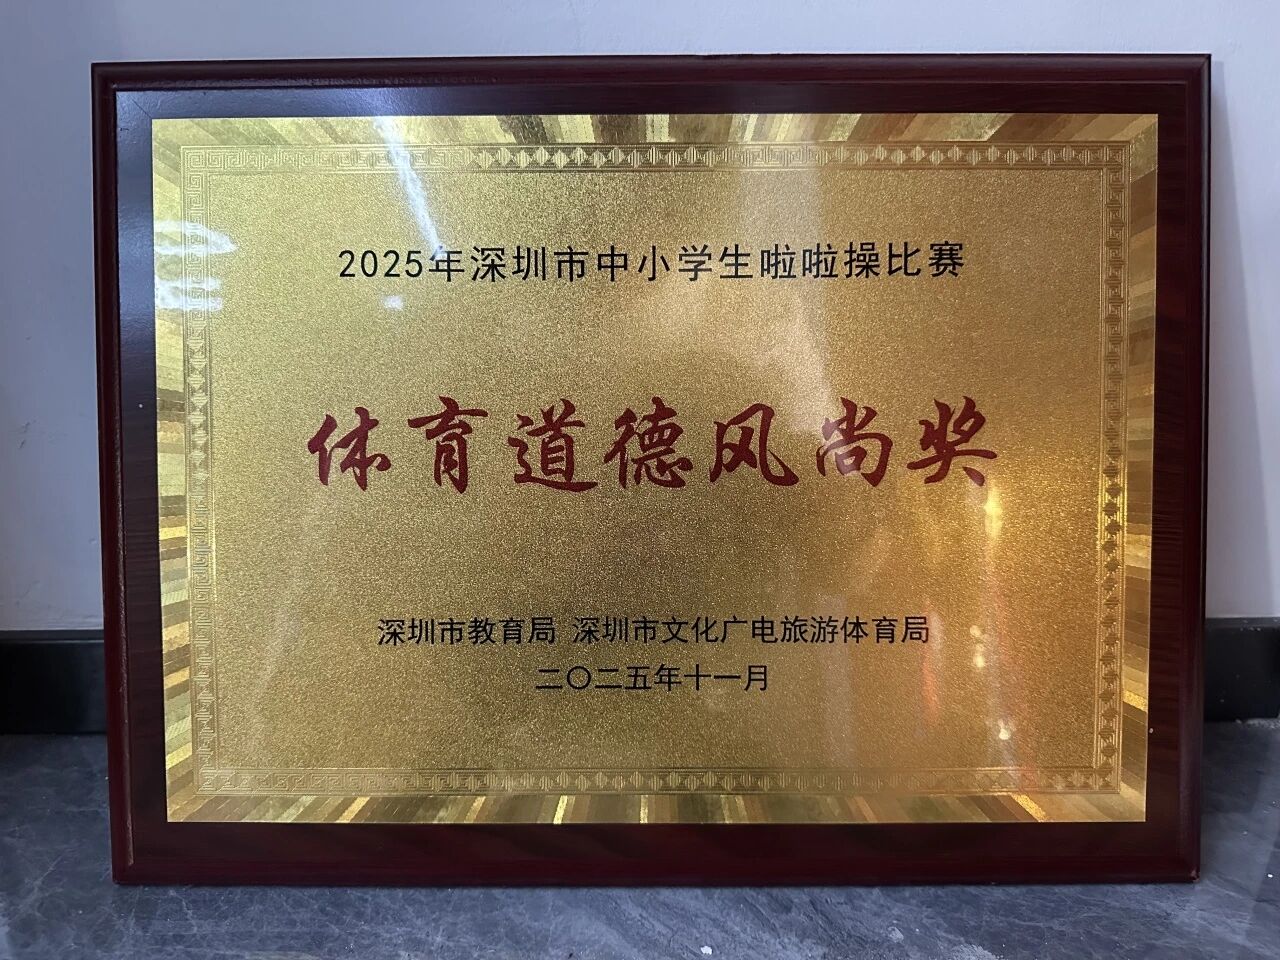 2025年深圳市中小学生啦啦操比赛
体育道德风尚奖
深圳市教育局 深圳市文化广电旅游体育局
二〇二五年十一月